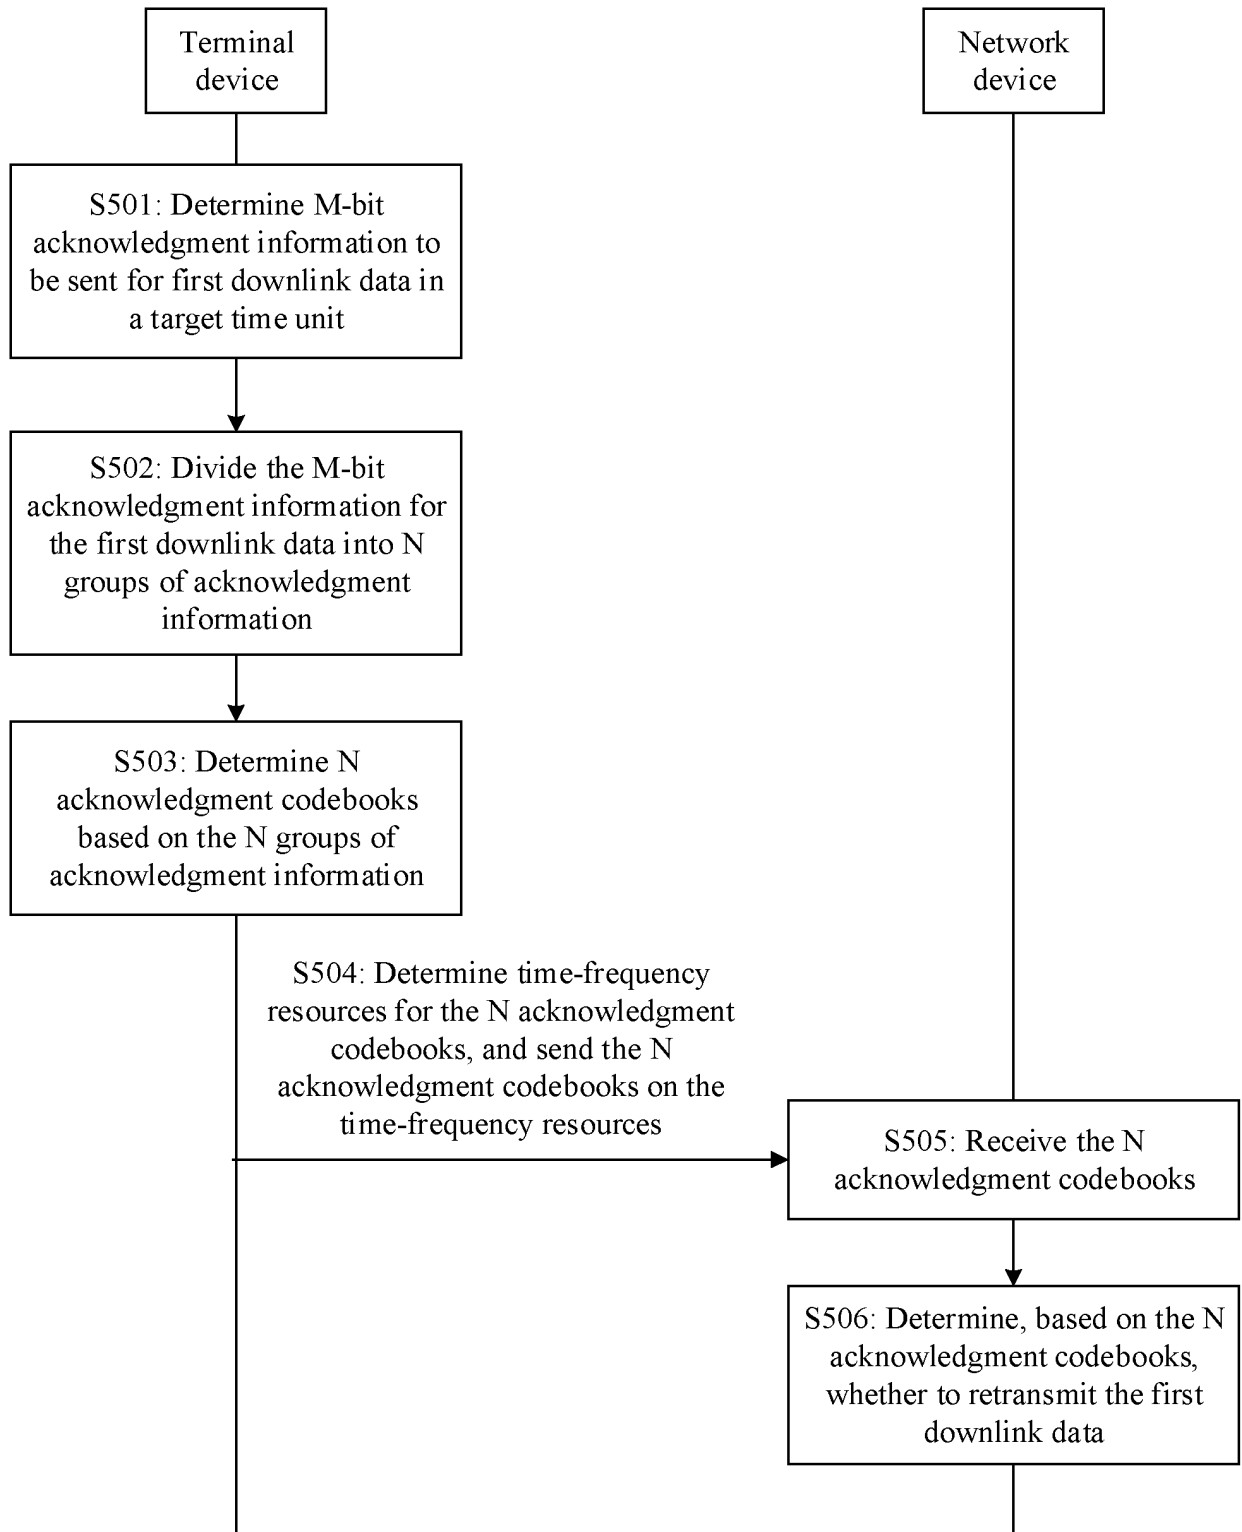 Terminal
device
Network
device
S501: Determine M-bit
acknowledgment information to
be sent for first downlink data in
a target time unit
S502: Divide the M-bit
acknowledgment information for
the first downlink data into N
groups of acknowledgment
information
S503: Determine N
acknowledgment codebooks
based on the N groups of
acknowledgment information
S504: Determine time-frequency
resources for the N acknowledgment
codebooks, and send the N
acknowledgment codebooks on the
time-frequency resources
S505: Receive the N
acknowledgment codebooks
S506: Determine, based on the N
acknowledgment codebooks,
whether to retransmit the first
downlink data